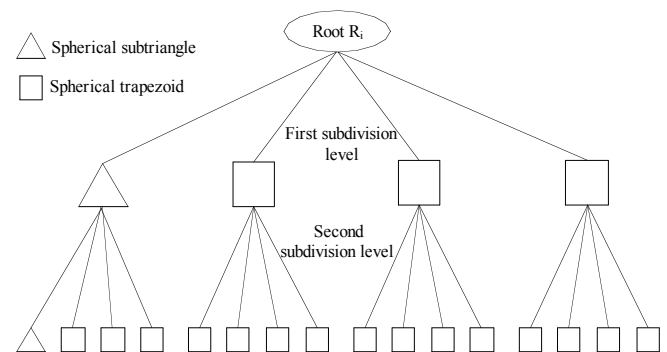 Root Rᵢ
Spherical subtriangle
Spherical trapezoid
First subdivision
level
Second
subdivision level